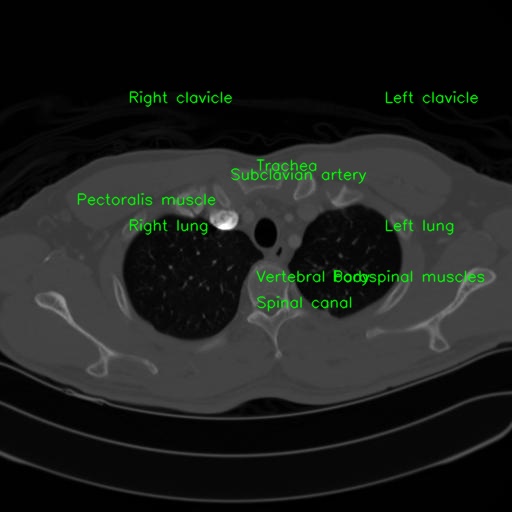 Right clavicle
Left clavicle
Trachea
Subclavian artery
Pectoralis muscle
Right lung
Left lung
Vertebral Body
Paraspinal muscles
Spinal canal